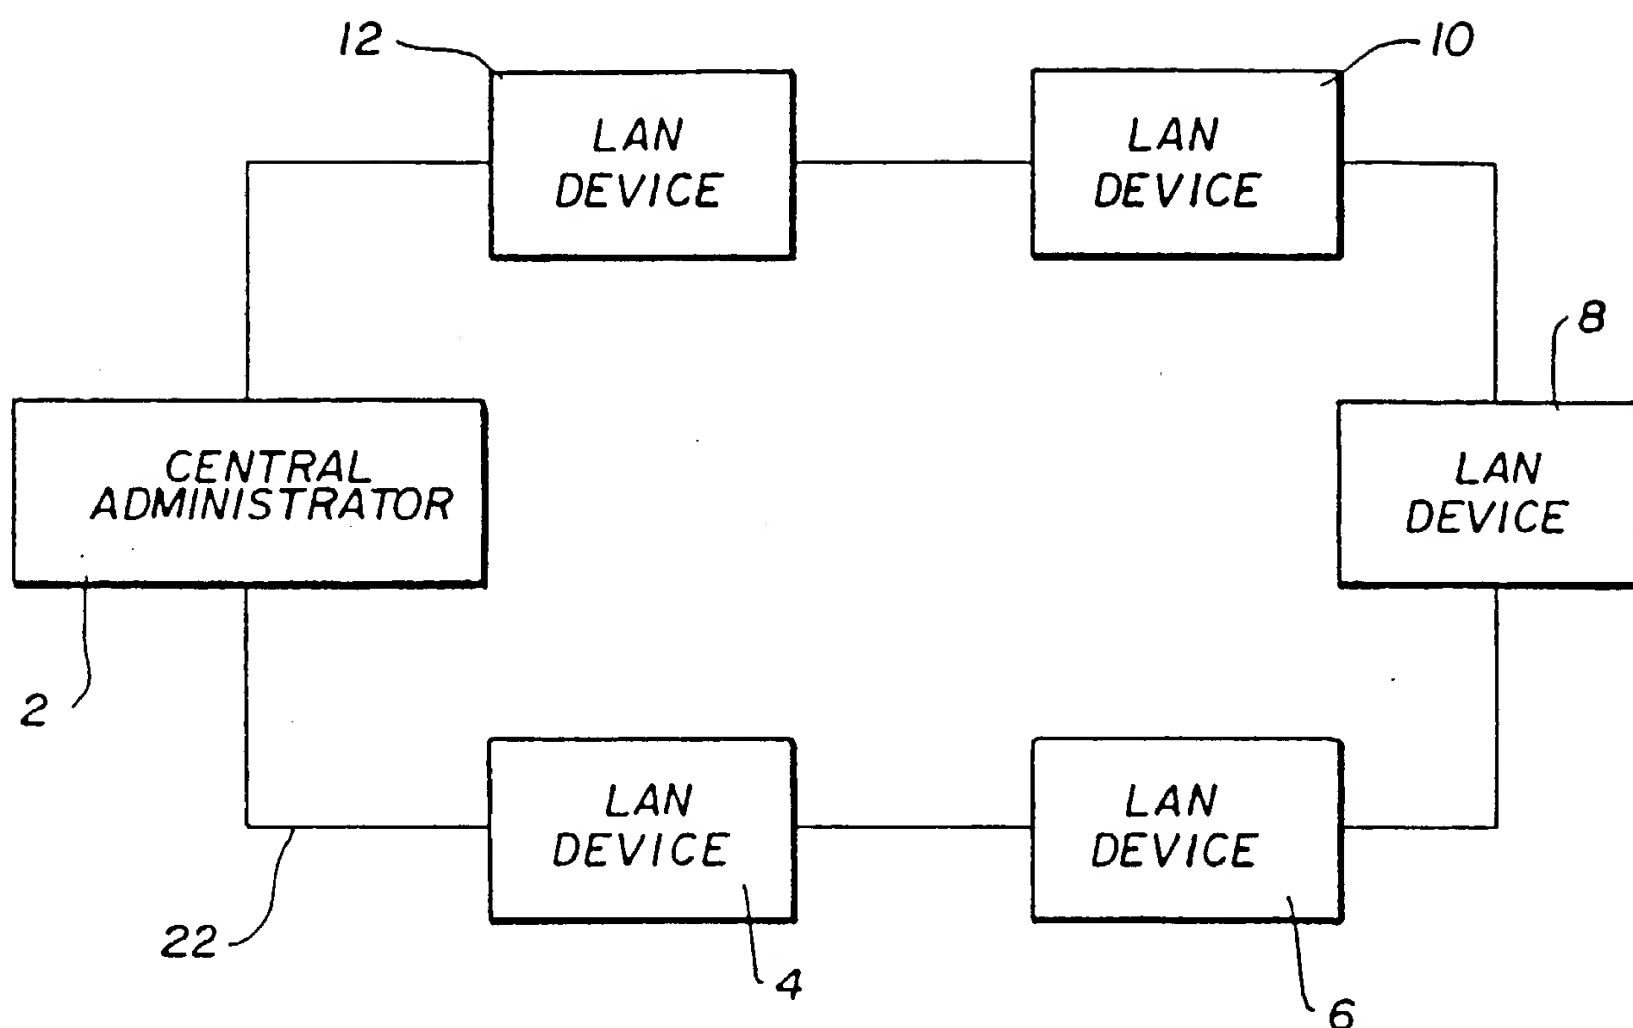 12
10
LAN
DEVICE
LAN
DEVICE
8
CENTRAL
ADMINISTRATOR
LAN
DEVICE
2
LAN
DEVICE
LAN
DEVICE
22
4
6